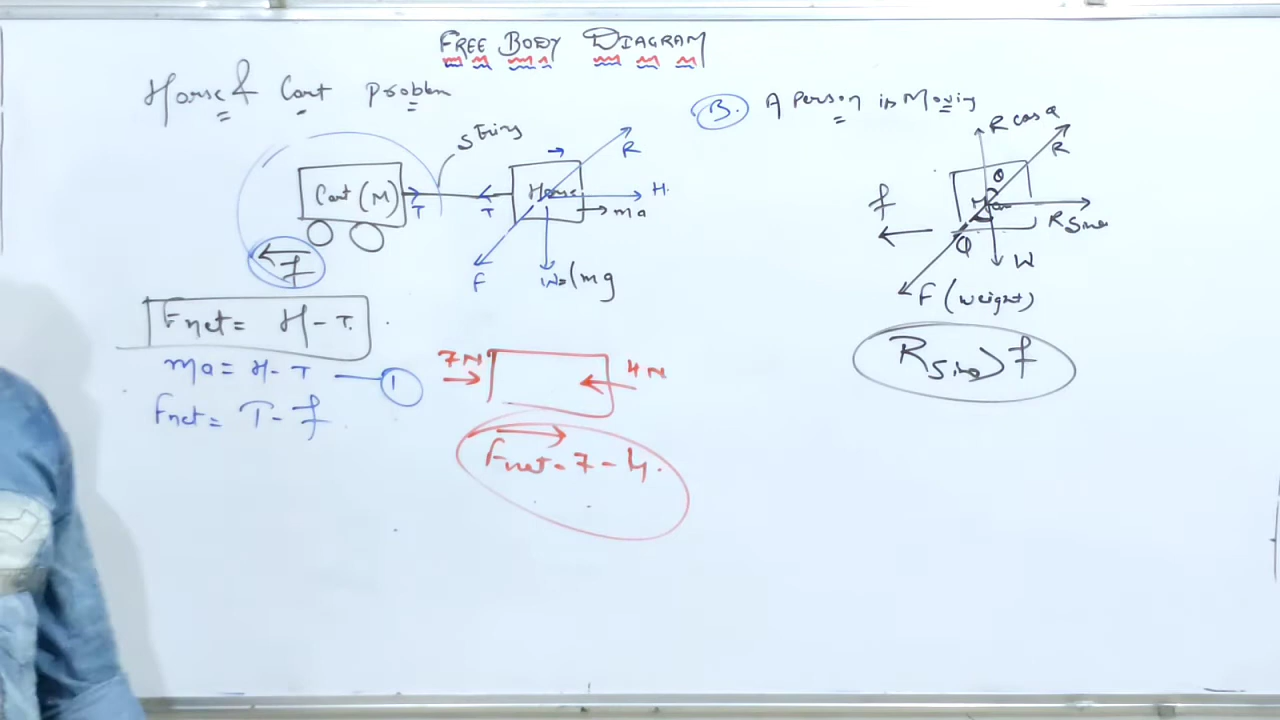 FREE BODY DIAGRAM
Horse & Cart problem
String
R
Cart (M)
T
T
Horse
H.
ma
f
F
W=(mg
Fnet = H - T.
ma = H - T ①
Fnet = T - f
7N
4N
Fnet = 7 - 4.
B. A Person is Moving
R cos θ
R
θ
f
R Sinθ
θ
W
F (weight)
R Sinθ > f